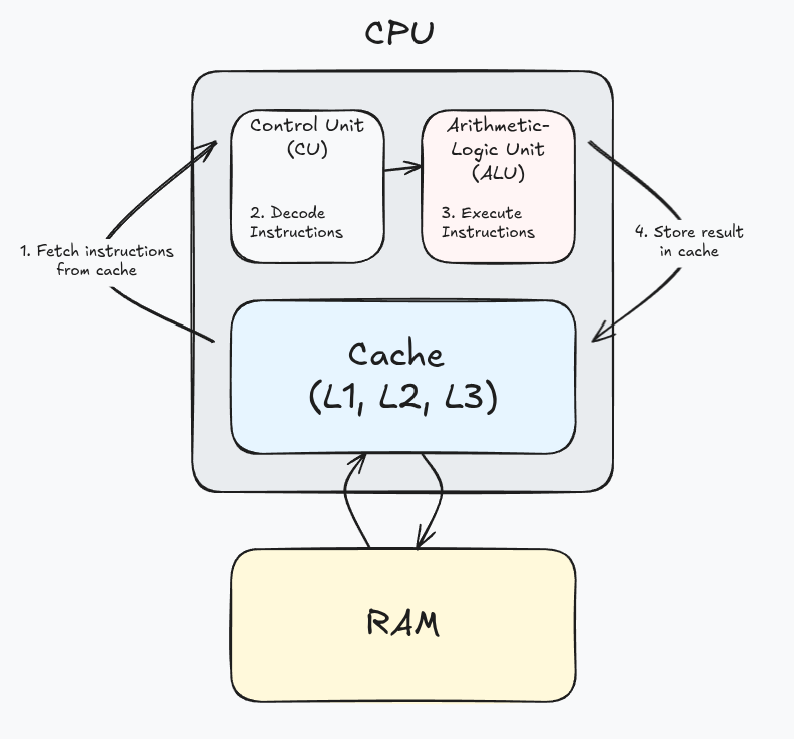 CPU
Control Unit
(CU)
Arithmetic-
Logic Unit
(ALU)
2. Decode
Instructions
3. Execute
Instructions
1. Fetch instructions
from cache
4. Store result
in cache
Cache
(L1, L2, L3)
RAM